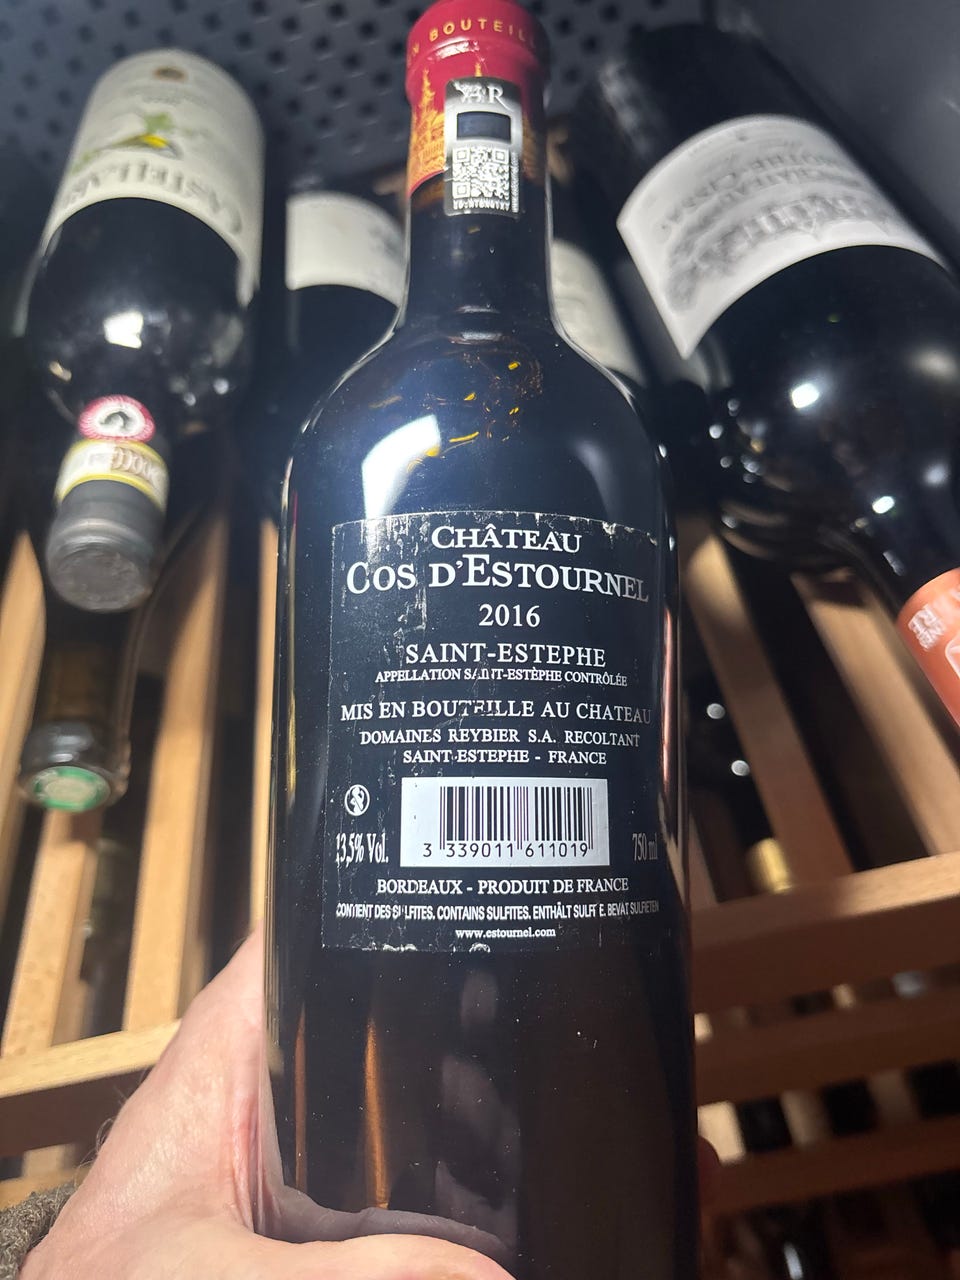 N BOUTEILL
CHÂTEAU
COS D'ESTOURNEL
2016
SAINT-ESTEPHE
APPELLATION SAINT-ESTÈPHE CONTRÔLÉE
MIS EN BOUTEILLE AU CHATEAU
DOMAINES REYBIER S.A. RECOLTANT
SAINT-ESTEPHE - FRANCE
13,5% Vol.
3 339011 611019
750 ml
BORDEAUX - PRODUIT DE FRANCE
CONTIENT DES SULFITES. CONTAINS SULFITES. ENTHÄLT SULFITE. BEVAT SULFIETEN
www.estournel.com